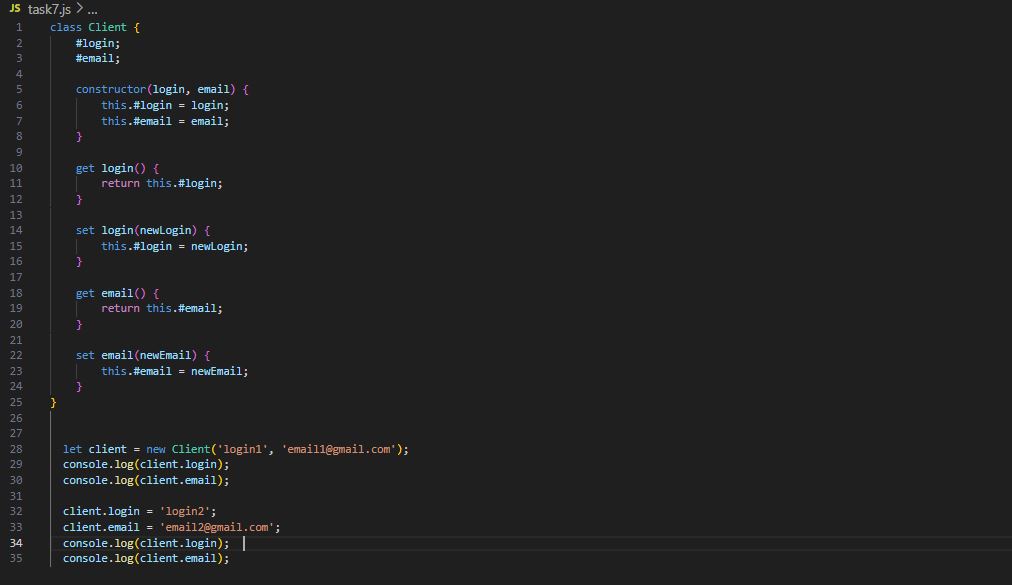 JS task7.js > ...
1 class Client {
2 #login;
3 #email;
4
5 constructor(login, email) {
6 this.#login = login;
7 this.#email = email;
8 }
9
10 get login() {
11 return this.#login;
12 }
13
14 set login(newLogin) {
15 this.#login = newLogin;
16 }
17
18 get email() {
19 return this.#email;
20 }
21
22 set email(newEmail) {
23 this.#email = newEmail;
24 }
25 }
26
27
28 let client = new Client('login1', 'email1@gmail.com');
29 console.log(client.login);
30 console.log(client.email);
31
32 client.login = 'login2';
33 client.email = 'email2@gmail.com';
34 console.log(client.login);
35 console.log(client.email);